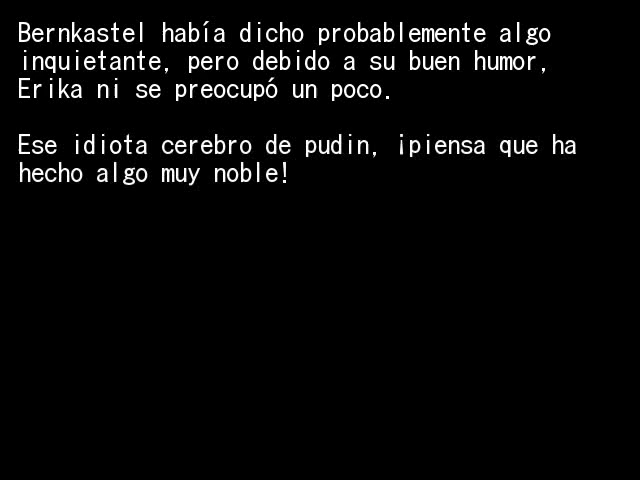 Bernkastel había dicho probablemente algo
inquietante, pero debido a su buen humor,
Erika ni se preocupó un poco.
Ese idiota cerebro de pudin, ¡piensa que ha
hecho algo muy noble!